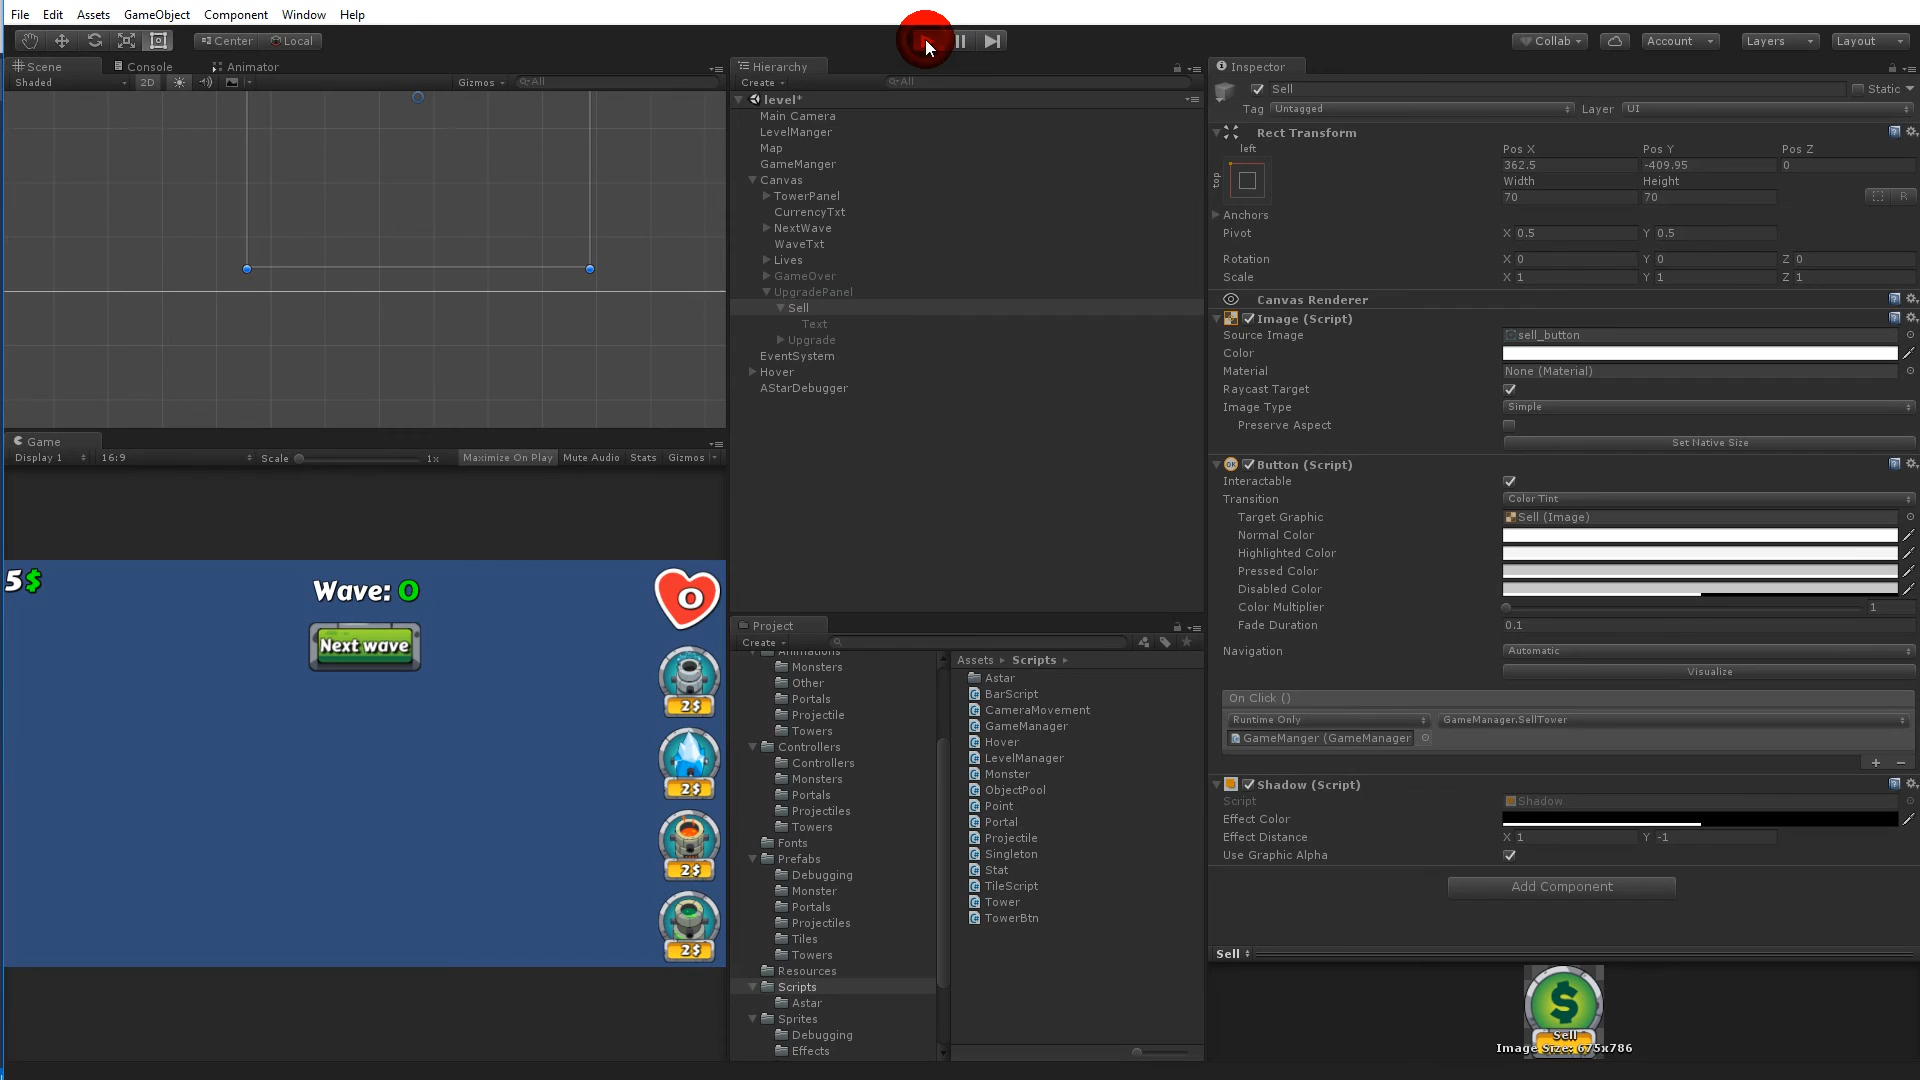 File Edit Assets GameObject Component Window Help
Center Local
Collab Account Layers Layout
Scene Console Animator
Shaded 2D Gizmos All
Hierarchy
Create All
level*
Main Camera
LevelManger
Map
GameManger
Canvas
TowerPanel
CurrencyTxt
NextWave
WaveTxt
Lives
GameOver
UpgradePanel
Sell
Text
Upgrade
EventSystem
Hover
AStarDebugger
Game
Display 1 16:9 Scale 1x Maximize On Play Mute Audio Stats Gizmos
5$
Wave: 0
0
Next wave
2$
2$
2$
2$
Project
Create
Animations
Monsters
Other
Portals
Projectile
Towers
Controllers
Controllers
Monsters
Portals
Projectiles
Towers
Fonts
Prefabs
Debugging
Monster
Portals
Projectiles
Tiles
Towers
Resources
Scripts
Astar
Sprites
Debugging
Effects
Assets Scripts
Astar
BarScript
CameraMovement
GameManager
Hover
LevelManager
Monster
ObjectPool
Point
Portal
Projectile
Singleton
Stat
TileScript
Tower
TowerBtn
Inspector
Sell Static
Tag Untagged Layer UI
Rect Transform
left Pos X Pos Y Pos Z
top 362.5 -409.95 0
Width Height
70 70 R
Anchors
Pivot X 0.5 Y 0.5
Rotation X 0 Y 0 Z 0
Scale X 1 Y 1 Z 1
Canvas Renderer
Image (Script)
Source Image sell_button
Color
Material None (Material)
Raycast Target
Image Type Simple
Preserve Aspect
Set Native Size
Button (Script)
Interactable
Transition Color Tint
Target Graphic Sell (Image)
Normal Color
Highlighted Color
Pressed Color
Disabled Color
Color Multiplier 1
Fade Duration 0.1
Navigation Automatic
Visualize
On Click ()
Runtime Only GameManager.SellTower
GameManger (GameManager
Shadow (Script)
Script Shadow
Effect Color
Effect Distance X 1 Y -1
Use Graphic Alpha
Add Component
Sell
$
Sell
Image Size: 675x786